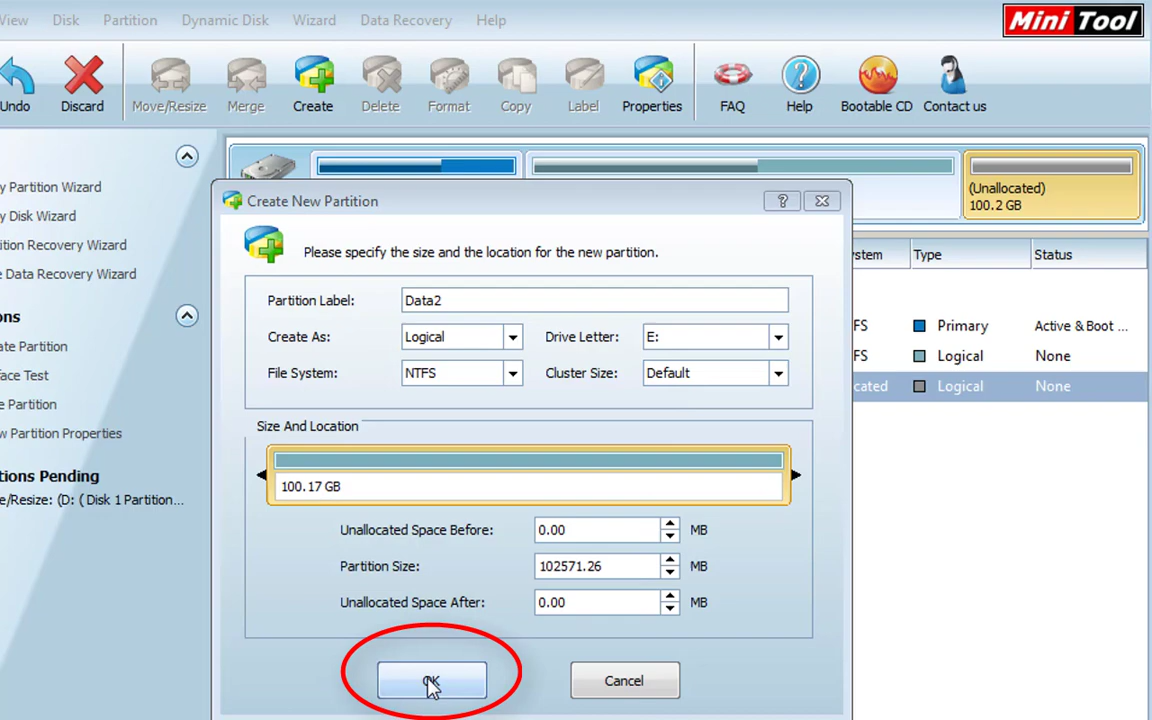 View Disk Partition Dynamic Disk Wizard Data Recovery Help
Mini Tool
Undo Discard Move/Resize Merge Create Delete Format Copy Label Properties FAQ Help Bootable CD Contact us
y Partition Wizard
y Disk Wizard
ition Recovery Wizard
e Data Recovery Wizard
ons
ate Partition
face Test
e Partition
w Partition Properties
tions Pending
e/Resize: (D: ( Disk 1 Partition...
(Unallocated)
100.2 GB
Create New Partition
Please specify the size and the location for the new partition.
Partition Label: Data2
Create As: Logical Drive Letter: E:
File System: NTFS Cluster Size: Default
Size And Location
100.17 GB
Unallocated Space Before: 0.00 MB
Partition Size: 102571.26 MB
Unallocated Space After: 0.00 MB
OK Cancel
stem Type Status
FS Primary Active & Boot ...
FS Logical None
cated Logical None